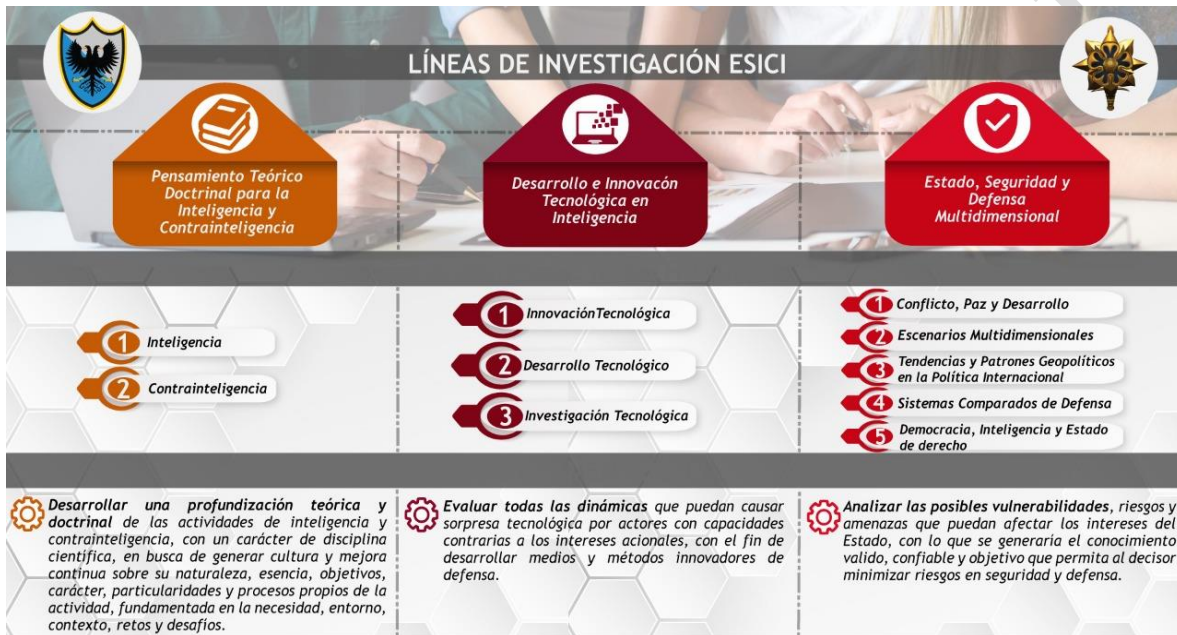 LÍNEAS DE INVESTIGACIÓN ESICI
Pensamiento Teórico
Doctrinal para la
Inteligencia y
Contrainteligencia
Desarrollo e Innovacón
Tecnológica en
Inteligencia
Estado, Seguridad y
Defensa
Multidimensional
1 Inteligencia
2 Contrainteligencia
1 InnovaciónTecnológica
2 Desarrollo Tecnológico
3 Investigación Tecnológica
1 Conflicto, Paz y Desarrollo
2 Escenarios Multidimensionales
3 Tendencias y Patrones Geopolíticos
en la Política Internacional
4 Sistemas Comparados de Defensa
5 Democracia, Inteligencia y Estado
de derecho
Desarrollar una profundización teórica y
doctrinal de las actividades de inteligencia y
contrainteligencia, con un carácter de disciplina
científica, en busca de generar cultura y mejora
continua sobre su naturaleza, esencia, objetivos,
carácter, particularidades y procesos propios de la
actividad, fundamentada en la necesidad, entorno,
contexto, retos y desafíos.
Evaluar todas las dinámicas que puedan causar
sorpresa tecnológica por actores con capacidades
contrarias a los intereses acionales, con el fin de
desarrollar medios y métodos innovadores de
defensa.
Analizar las posibles vulnerabilidades, riesgos y
amenazas que puedan afectar los intereses del
Estado, con lo que se generaria el conocimiento
valido, confiable y objetivo que permita al decisor
minimizar riesgos en seguridad y defensa.